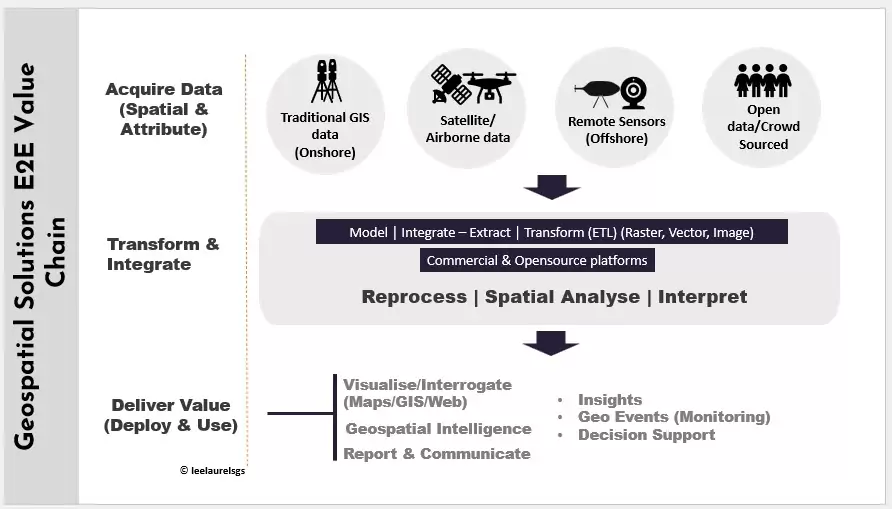 Geospatial Solutions E2E Value
Chain
Acquire Data
(Spatial &
Attribute)
Traditional GIS
data
(Onshore)
Satellite/
Airborne data
Remote Sensors
(Offshore)
Open
data/Crowd
Sourced
Transform &
Integrate
Model | Integrate – Extract | Transform (ETL) (Raster, Vector, Image)
Commercial & Opensource platforms
Reprocess | Spatial Analyse | Interpret
Deliver Value
(Deploy & Use)
Visualise/Interrogate
(Maps/GIS/Web)
Geospatial Intelligence
Report & Communicate
• Insights
• Geo Events (Monitoring)
• Decision Support
© leelaurelsgs